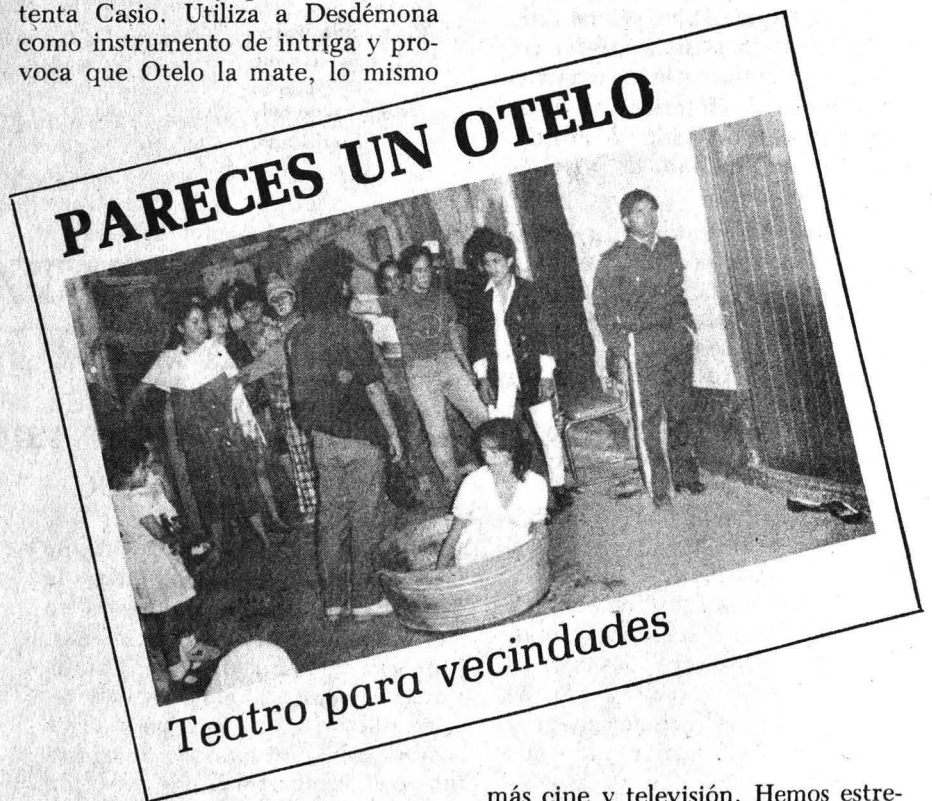 tenta Casio. Utiliza a Desdémona
como instrumento de intriga y pro-
voca que Otelo la mate, lo mismo
PARECES UN OTELO
Teatro para vecindades
más cine y televisión. Hemos estre-